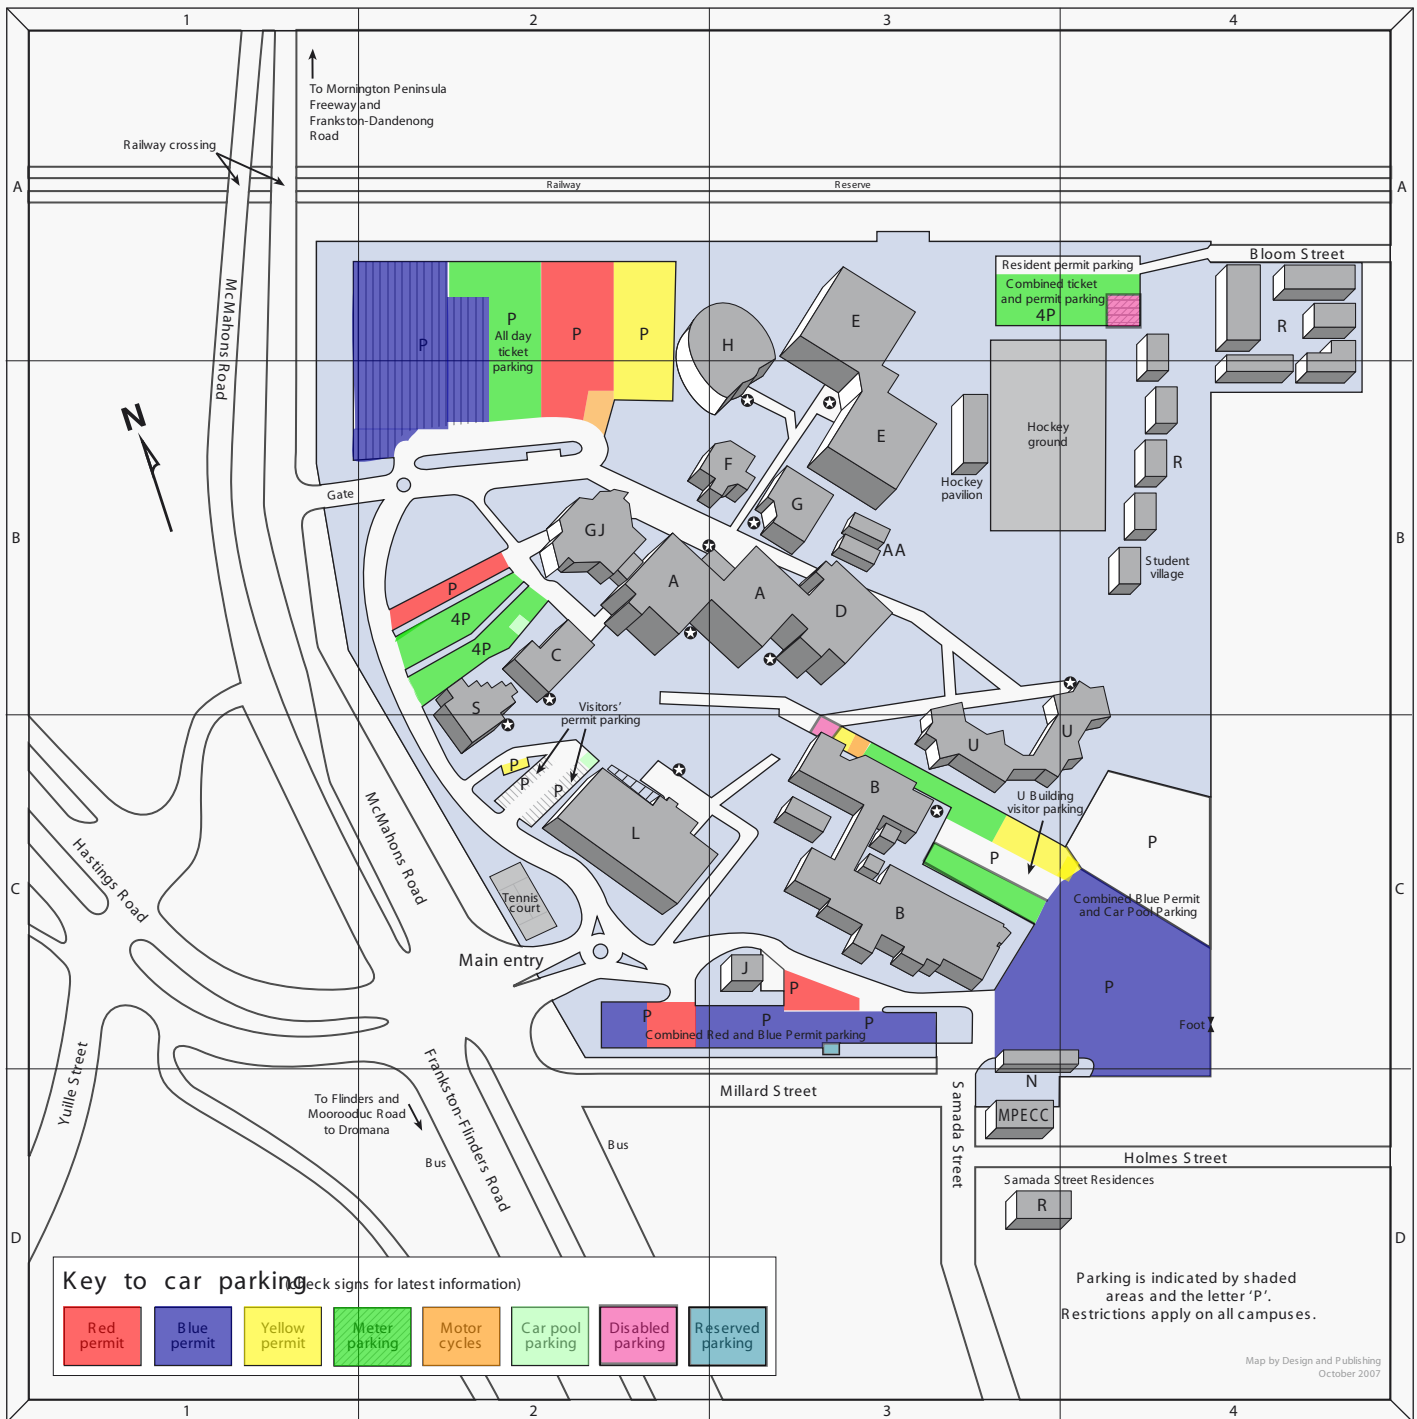 1 2 3 4
To Mornington Peninsula
Freeway and
Frankston-Dandenong
Road
Railway crossing
A
Railway
Reserve
A
McMahons Road
Bloom Street
Resident permit parking
Combined ticket
and permit parking
4P
P
P
All day
ticket
parking
P
P
H
E
R
N
E
F
G
Hockey
ground
Hockey
pavilion
R
Gate
B
GJ
AA
B
Student
village
P
4P
4P
A
A
D
C
S
Visitors’
permit parking
U
U
P
P
P
McMahons Road
L
B
U Building
visitor parking
P
P
Hastings Road
C
Tennis
court
B
Combined Blue Permit
and Car Pool Parking
C
Main entry
J
P
P
P
P
P
Combined Red and Blue Permit parking
P
Foot
Yuille Street
Frankston-Flinders Road
Millard Street
Samada Street
N
MPECC
To Flinders and
Moorooduc Road
to Dromana
Bus
Bus
Holmes Street
Samada Street Residences
R
D
D
Key to car parking (check signs for latest information)
Red
permit
Blue
permit
Yellow
permit
Meter
parking
Motor
cycles
Car pool
parking
Disabled
parking
Reserved
parking
Parking is indicated by shaded
areas and the letter ‘P’.
Restrictions apply on all campuses.
Map by Design and Publishing
October 2007
1 2 3 4